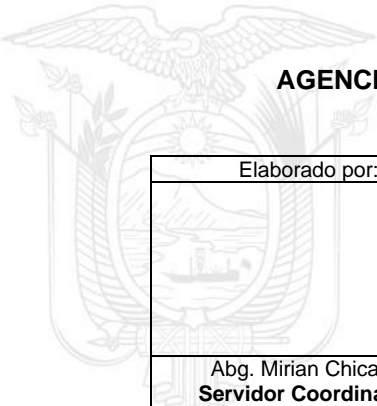 AGENCI
Elaborado por:
Abg. Mirian Chica
Servidor Coordina